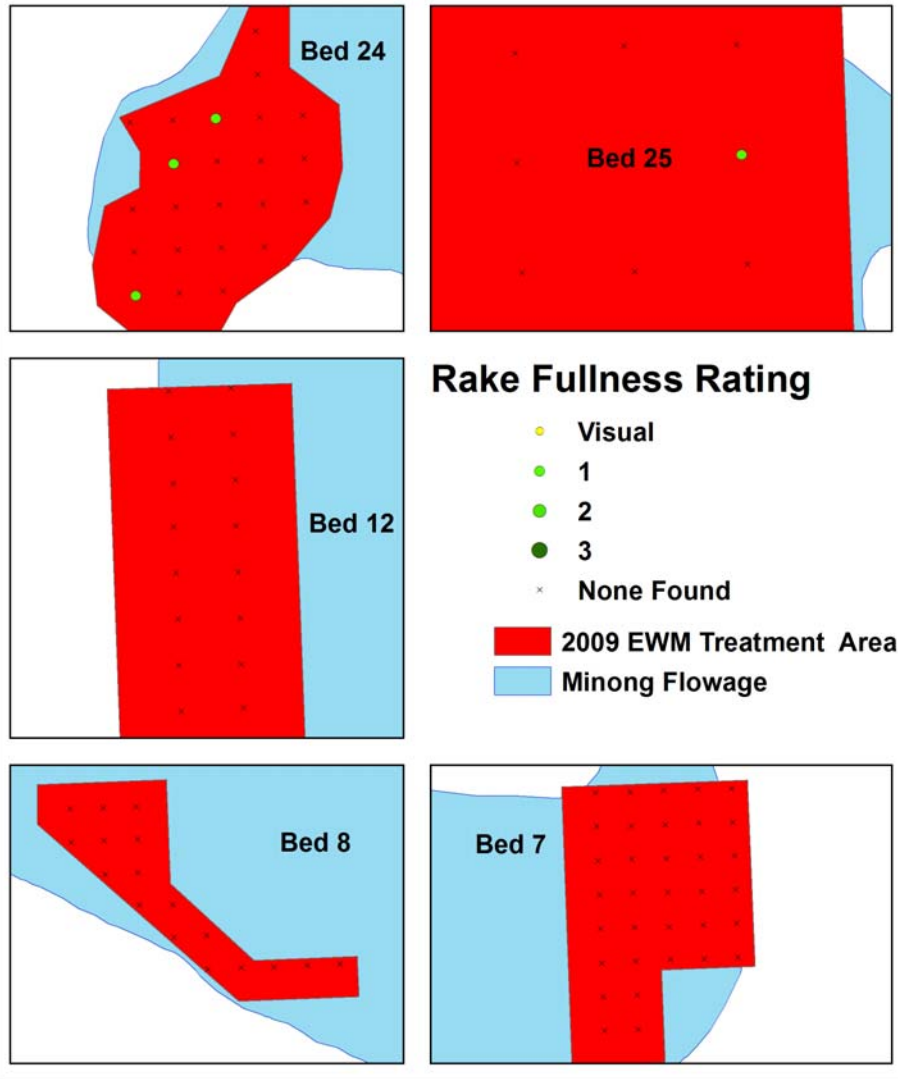 Bed 24
Bed 25
Rake Fullness Rating
Visual
1
2
3
None Found
2009 EWM Treatment Area
Minong Flowage
Bed 12
Bed 8
Bed 7